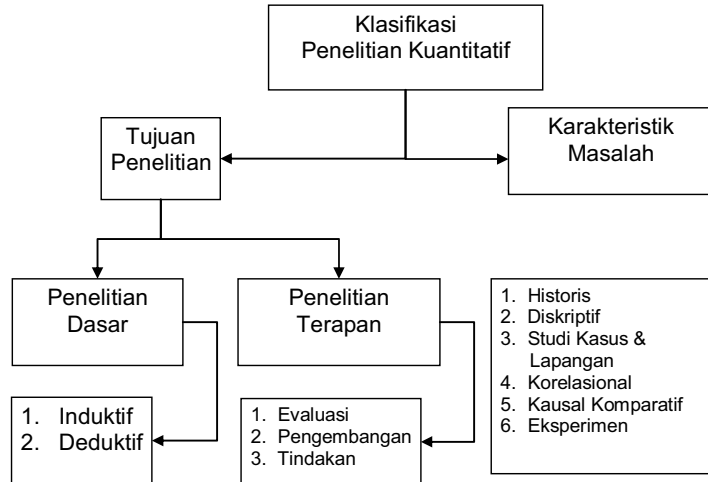 Klasifikasi
Penelitian Kuantitatif
Tujuan
Penelitian
Karakteristik
Masalah
Penelitian
Dasar
Penelitian
Terapan
1. Historis
2. Diskriptif
3. Studi Kasus &
Lapangan
4. Korelasional
5. Kausal Komparatif
6. Eksperimen
1. Induktif
2. Deduktif
1. Evaluasi
2. Pengembangan
3. Tindakan